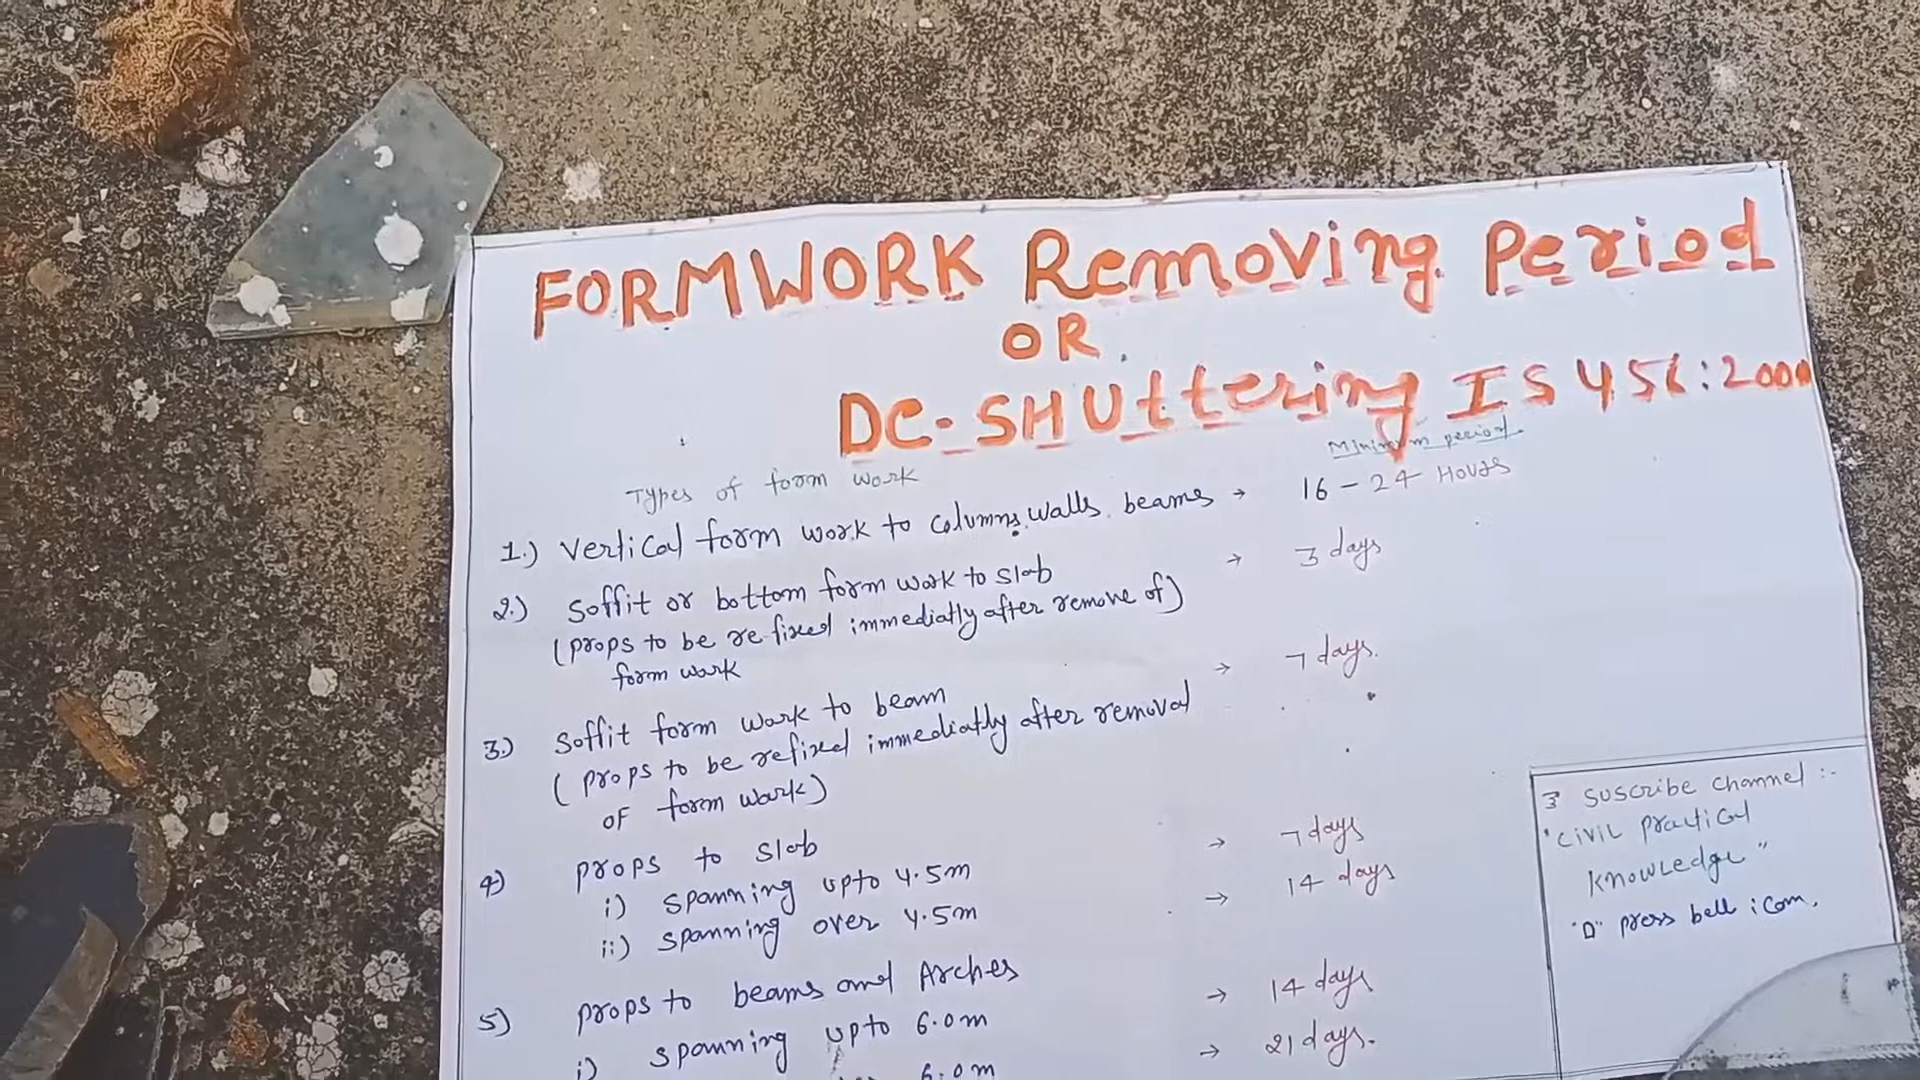 FORMWORK Removing Period
OR
DE-SHUttering IS 456:2000
Types of form work
Minimum period
1.) Vertical form work to columns, walls, beams → 16 - 24 Hours
2.) Soffit or bottom form work to slab → 3 days
(props to be re-fixed immediatly after remove of)
form work
3.) Soffit form work to beam → 7 days.
(props to be refixed immediatly after removal
OF form work)
4) props to slab
i) spanning upto 4.5m → 7 days
ii) spanning over 4.5m → 14 days
5) props to beams and Arches
i) spanning upto 6.0m → 14 days
6.0m → 21 days.
suscribe channel :-
"CiviL practical
knowledge"
"D" press bell icom.